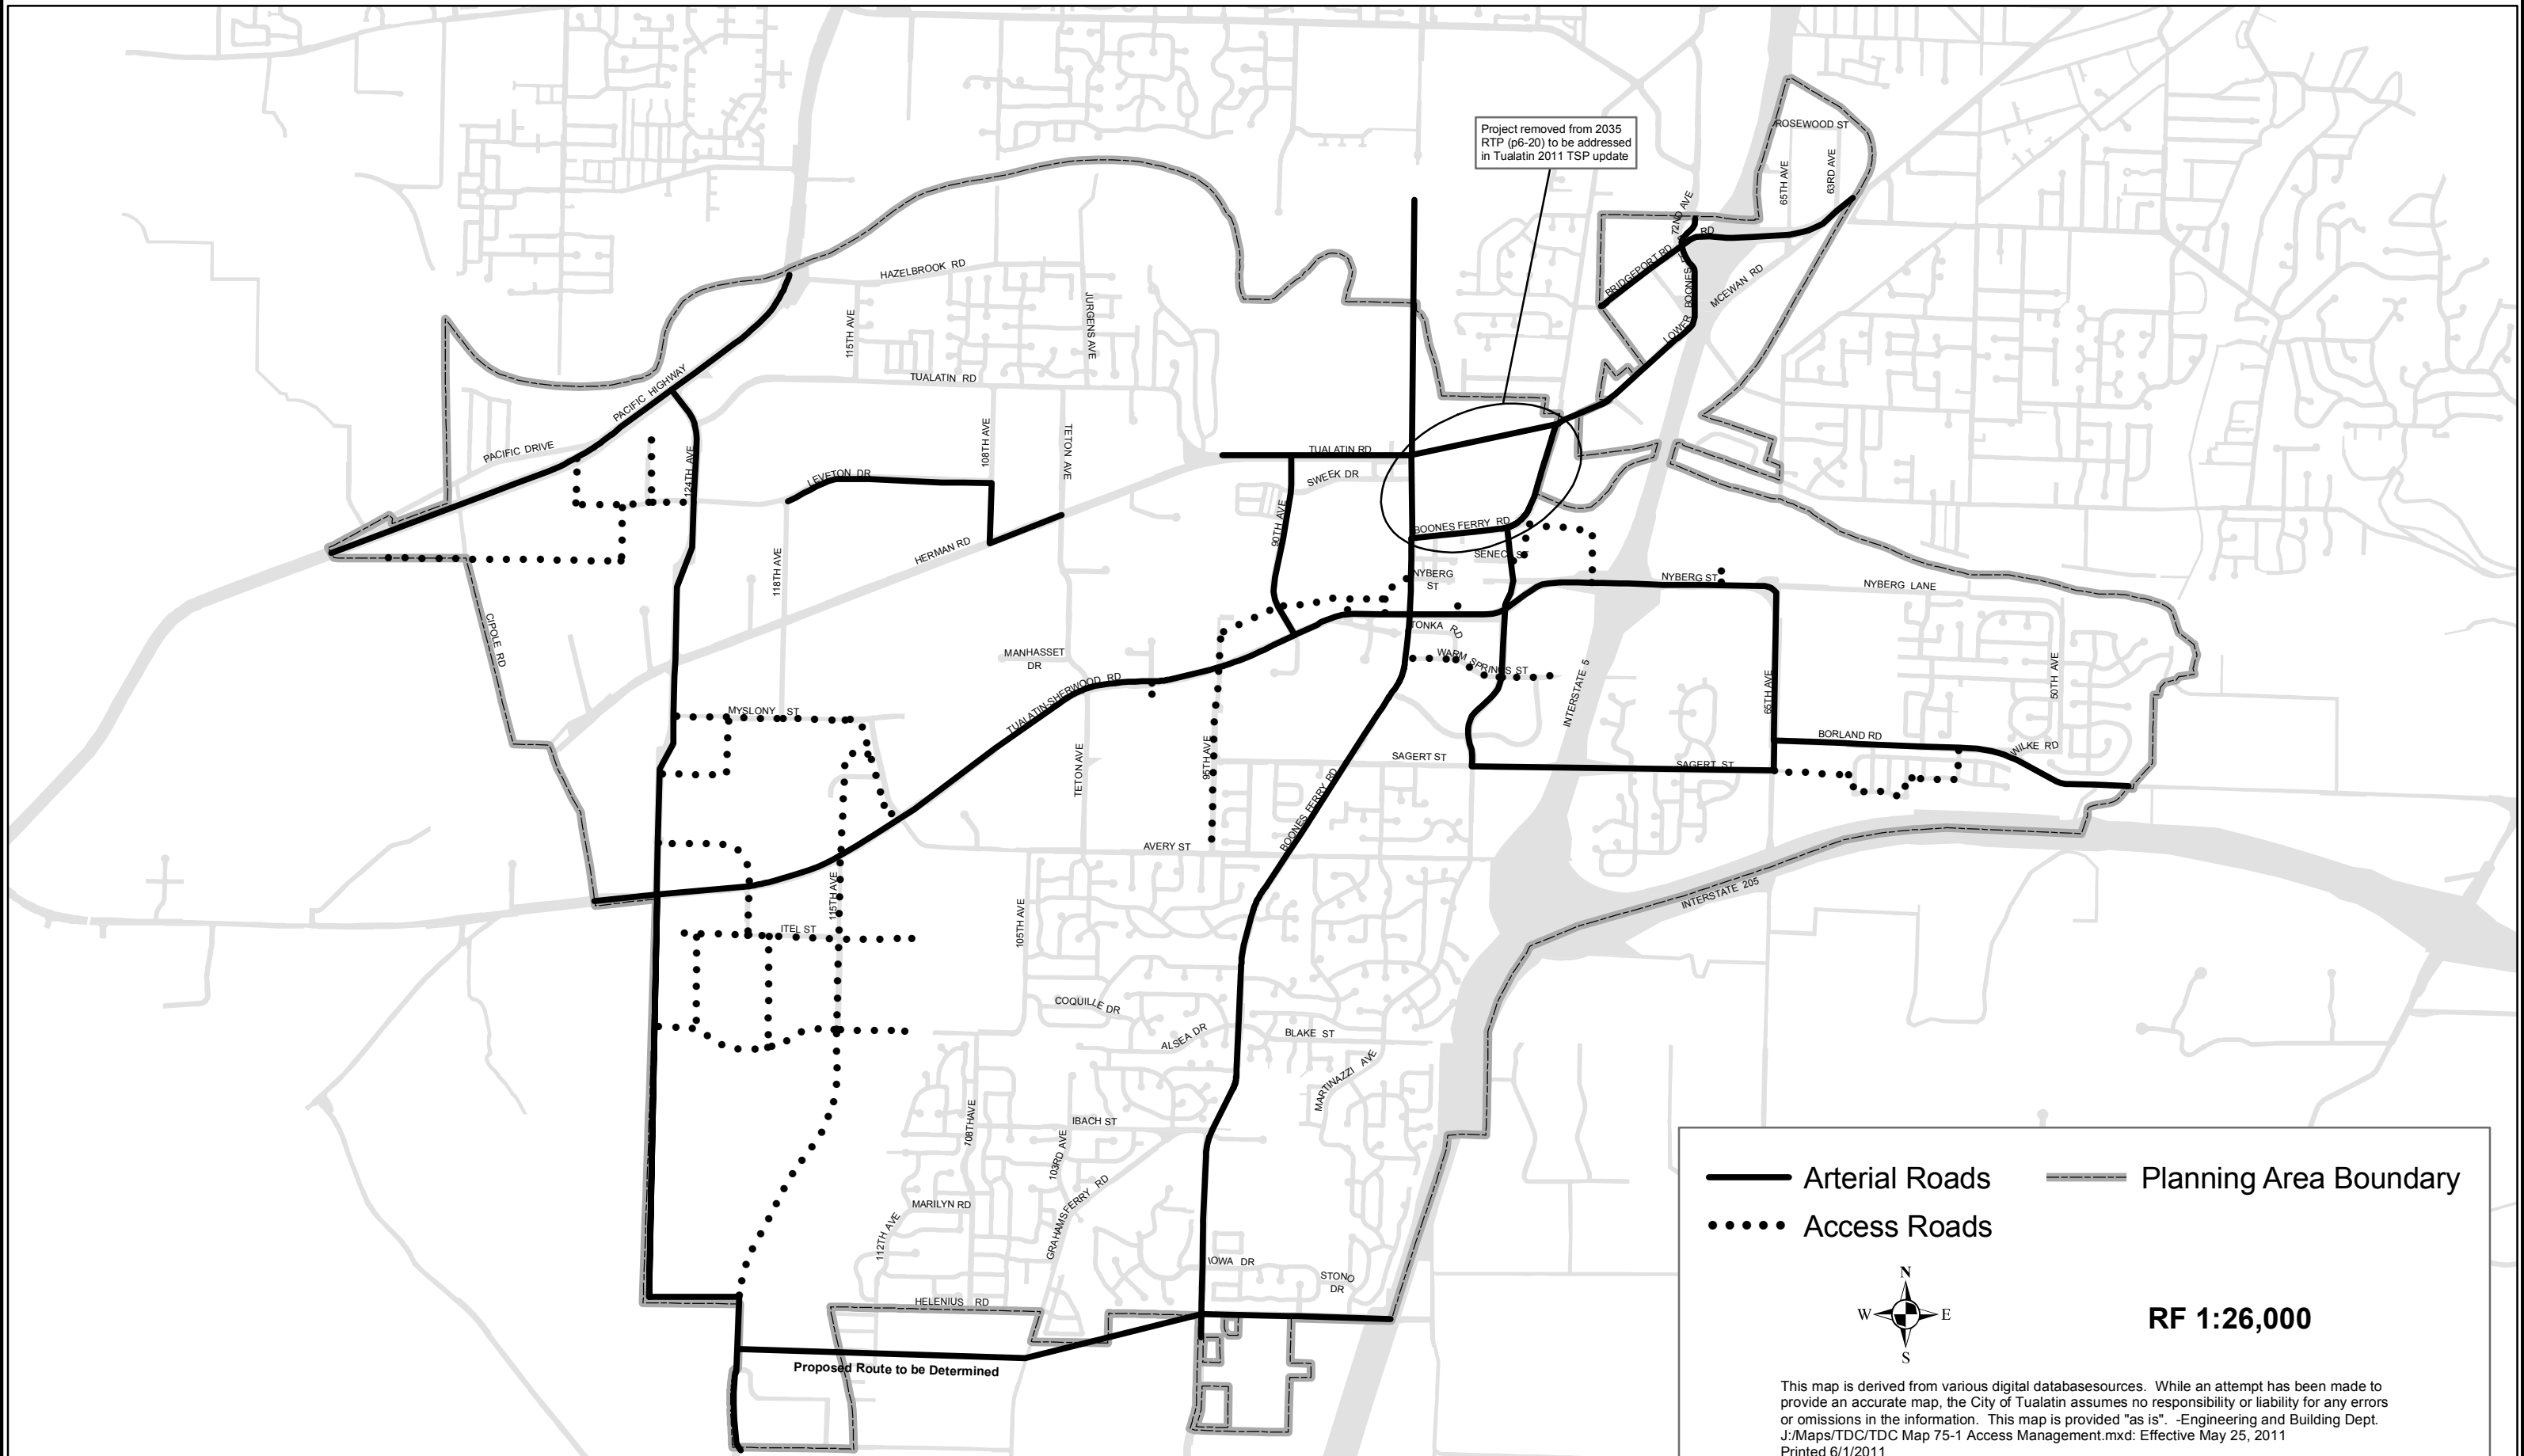 Project removed from 2035
RTP (p6-20) to be addressed
in Tualatin 2011 TSP update
ROSEWOOD ST
65TH AVE
63RD AVE
72ND AVE
RD
BRIDGEPORT RD
LOWER BOONES
MCEWAN RD
HAZELBROOK RD
115TH AVE
JURGENS AVE
TUALATIN RD
PACIFIC HIGHWAY
PACIFIC DRIVE
124TH AVE
LEVETON DR
108TH AVE
TETON AVE
TUALATIN RD
SWEEK DR
90TH AVE
BOONES FERRY RD
SENECA ST
HERMAN RD
118TH AVE
NYBERG
ST
NYBERG ST
NYBERG LANE
CIPOLE RD
TONKA RD
MANHASSET
DR
WARM SPRINGS ST
INTERSTATE 5
65TH AVE
50TH AVE
TUALATIN-SHERWOOD RD
MYSLONY ST
95TH AVE
TETON AVE
SAGERT ST
SAGERT ST
BORLAND RD
WILKE RD
BOONES FERRY RD
AVERY ST
115TH AVE
ITEL ST
105TH AVE
INTERSTATE 205
COQUILLE DR
ALSEA DR
BLAKE ST
MARTINAZZI AVE
108TH AVE
IBACH ST
103RD AVE
MARILYN RD
112TH AVE
GRAHAMS FERRY RD
IOWA DR
STONO
DR
HELENIUS RD
Proposed Route to be Determined
Arterial Roads
Planning Area Boundary
Access Roads
N
W
E
S
RF 1:26,000
This map is derived from various digital databasesources. While an attempt has been made to
provide an accurate map, the City of Tualatin assumes no responsibility or liability for any errors
or omissions in the information. This map is provided "as is". -Engineering and Building Dept.
J:/Maps/TDC/TDC Map 75-1 Access Management.mxd: Effective May 25, 2011
Printed 6/1/2011